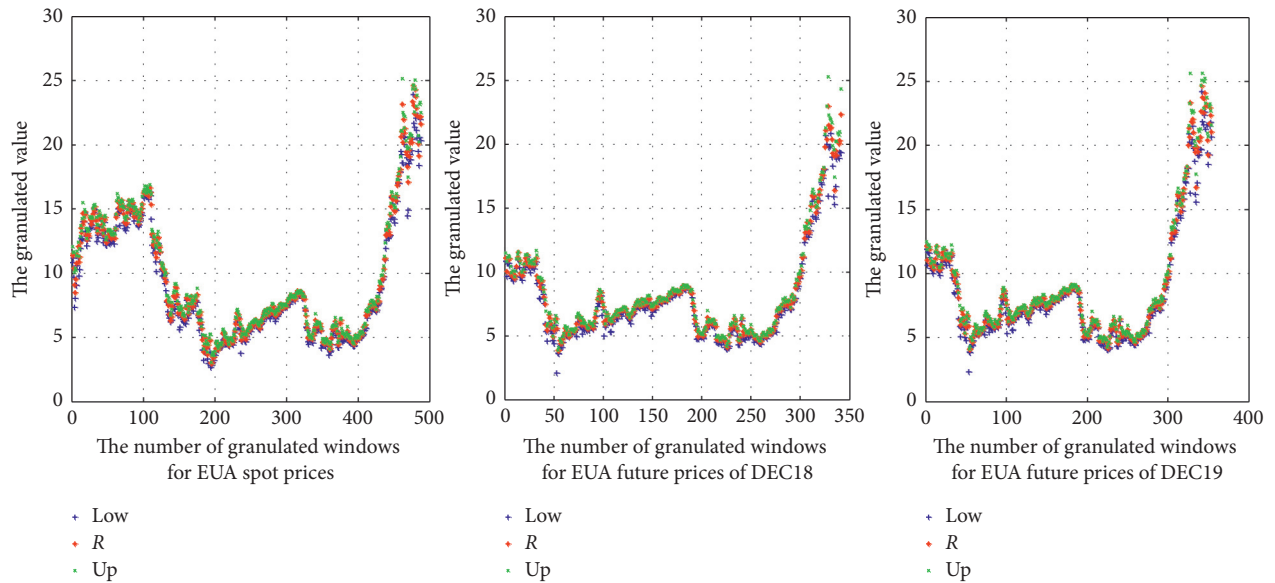 The granulated value
30
25
20
15
10
5
0
0 100 200 300 400 500
The number of granulated windows
for EUA spot prices
+ Low
* R
× Up
The granulated value
30
25
20
15
10
5
0
0 50 100 150 200 250 300 350
The number of granulated windows
for EUA future prices of DEC18
+ Low
* R
× Up
The granulated value
30
25
20
15
10
5
0
0 100 200 300 400
The number of granulated windows
for EUA future prices of DEC19
+ Low
* R
× Up